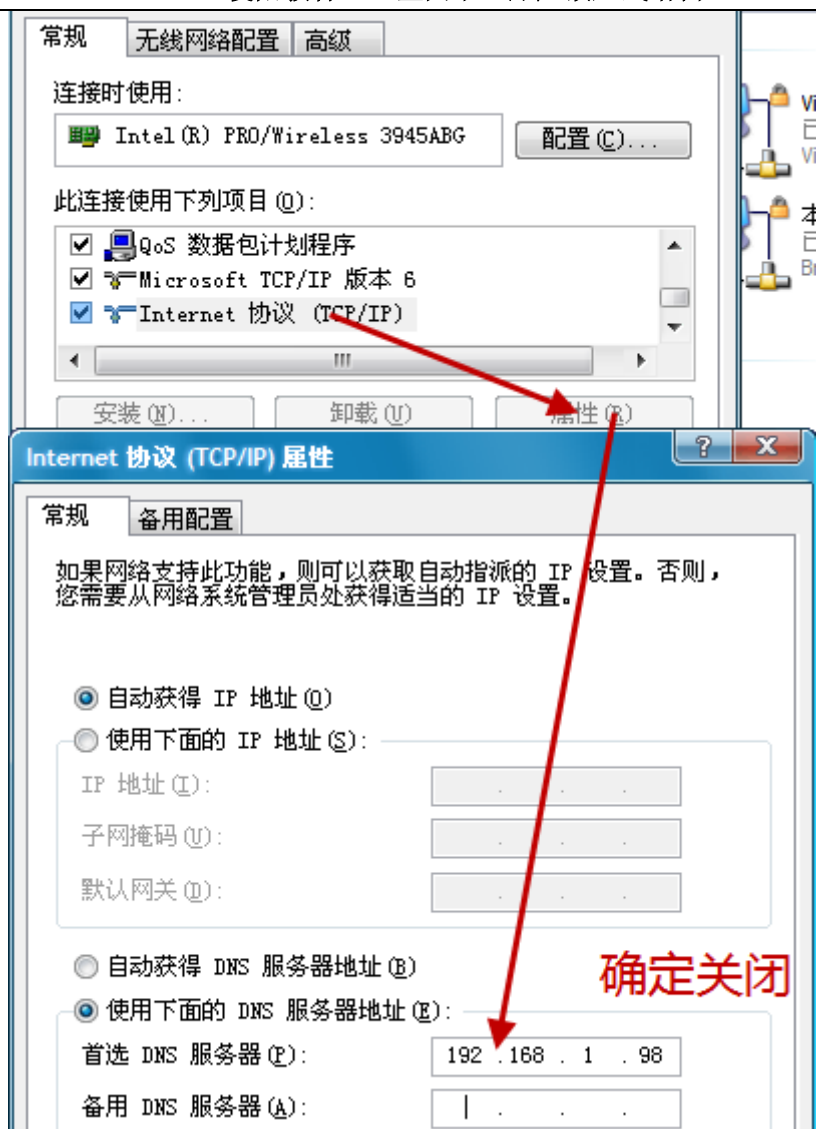 常规 无线网络配置 高级
连接时使用:
Intel(R) PRO/Wireless 3945ABG 配置(C)...
此连接使用下列项目(O):
QoS 数据包计划程序
Microsoft TCP/IP 版本 6
Internet 协议 (TCP/IP)
安装(N)... 卸载(U) 属性(R)
Internet 协议 (TCP/IP) 属性
常规 备用配置
如果网络支持此功能，则可以获取自动指派的 IP 设置。否则，
您需要从网络系统管理员处获得适当的 IP 设置。
自动获得 IP 地址(O)
使用下面的 IP 地址(S):
IP 地址(I):
子网掩码(U):
默认网关(D):
自动获得 DNS 服务器地址(B)
确定关闭
使用下面的 DNS 服务器地址(E):
首选 DNS 服务器(P): 192 .168 . 1 . 98
备用 DNS 服务器(A):
Vi
已
Vi
本
已
Br